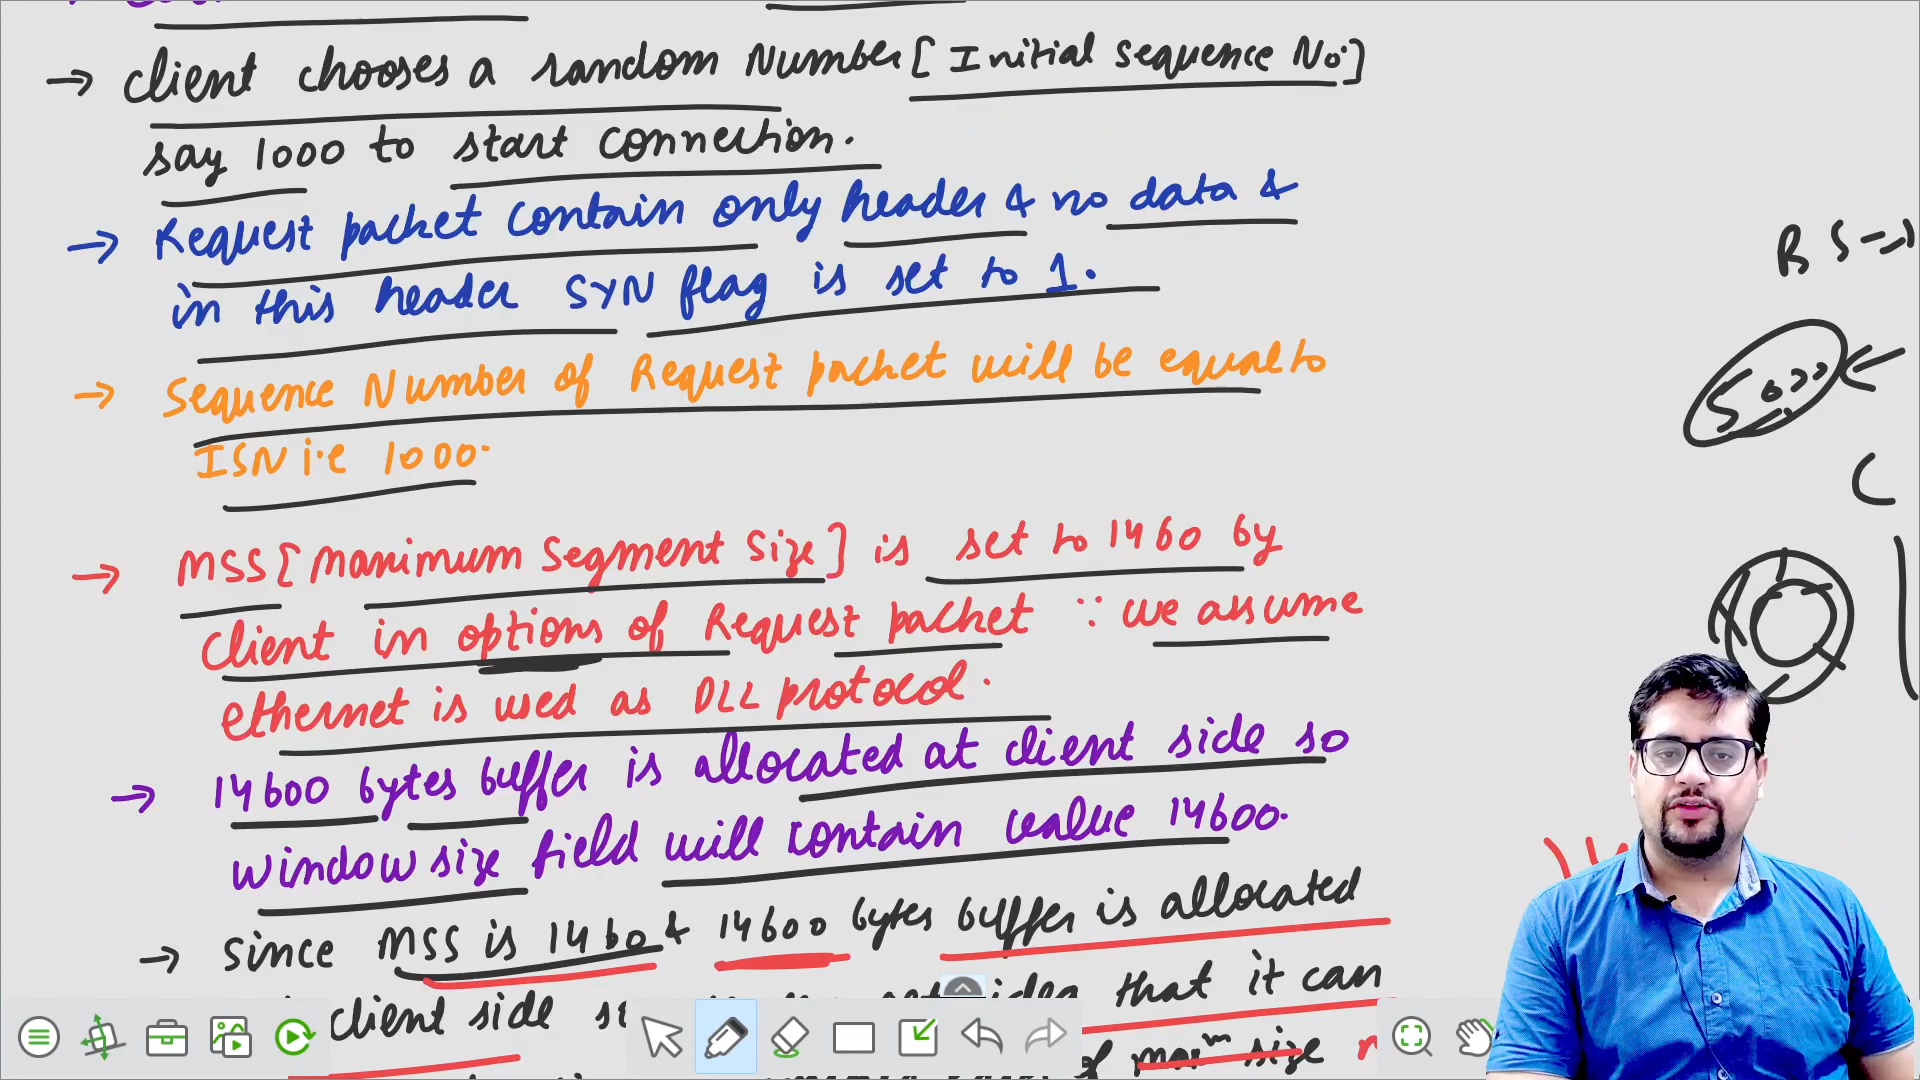 → Client chooses a random Number [Initial Sequence No.]
say 1000 to start connection.
→ Request packet contain only header & no data &
in this header SYN flag is set to 1.
→ Sequence Number of Request packet will be equal to
ISN i.e 1000.
→ MSS [Maximum Segment Size] is set to 1460 by
client in options of Request packet ∵ we assume
ethernet is used as DLL protocol.
→ 14600 bytes buffer is allocated at client side so
window size field will contain value 14600.
→ Since MSS is 1460 & 14600 bytes buffer is allocated
client side
idea that it can
of maxm size